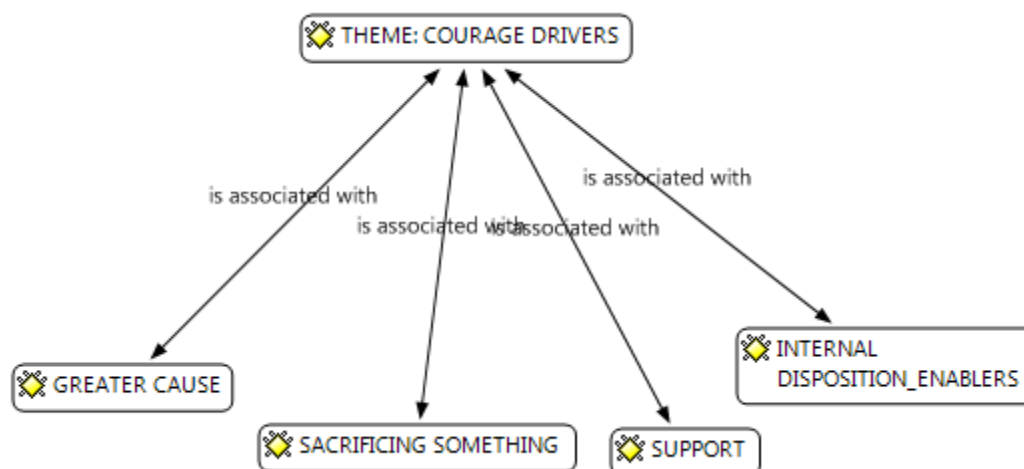 THEME: COURAGE DRIVERS
is associated with
is associated with
is associated with
is associated with
INTERNAL
DISPOSITION_ENABLERS
GREATER CAUSE
SACRIFICING SOMETHING
SUPPORT